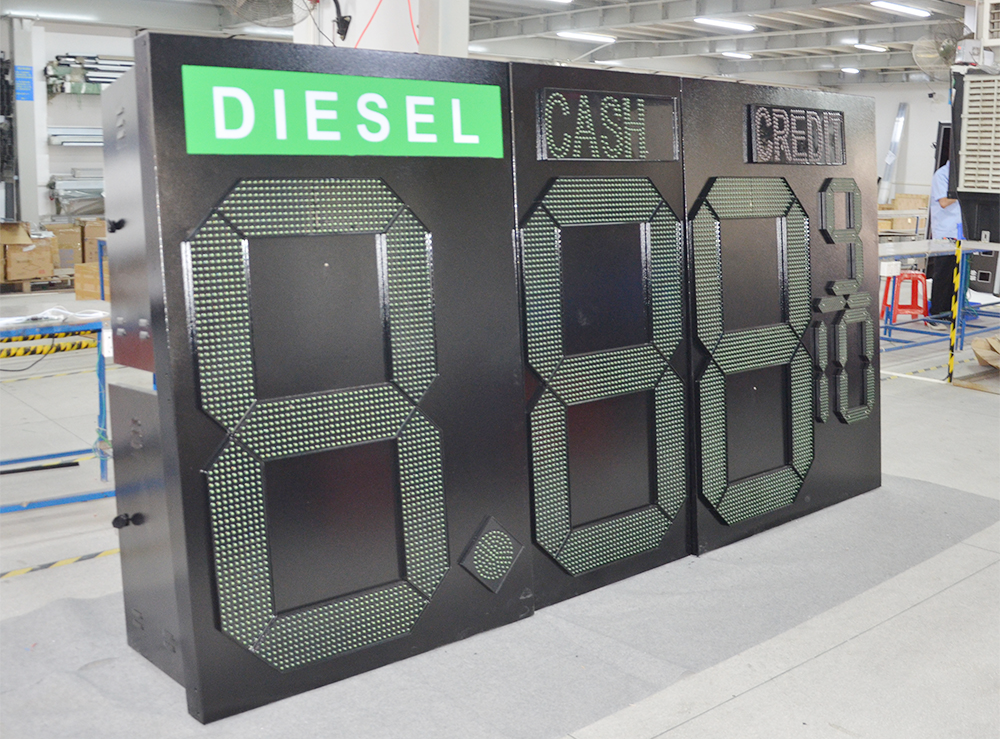 DIESEL CASH CREDIT
8.88 9/10